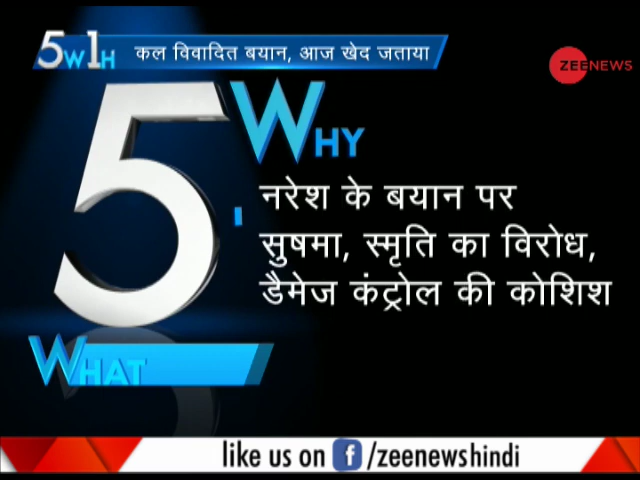 5W1H
कल विवादित बयान, आज खेद जताया
ZEENEWS
5
WHY
नरेश के बयान पर
सुषमा, स्मृति का विरोध,
डैमेज कंट्रोल की कोशिश
WHAT
like us on f/zeenewshindi